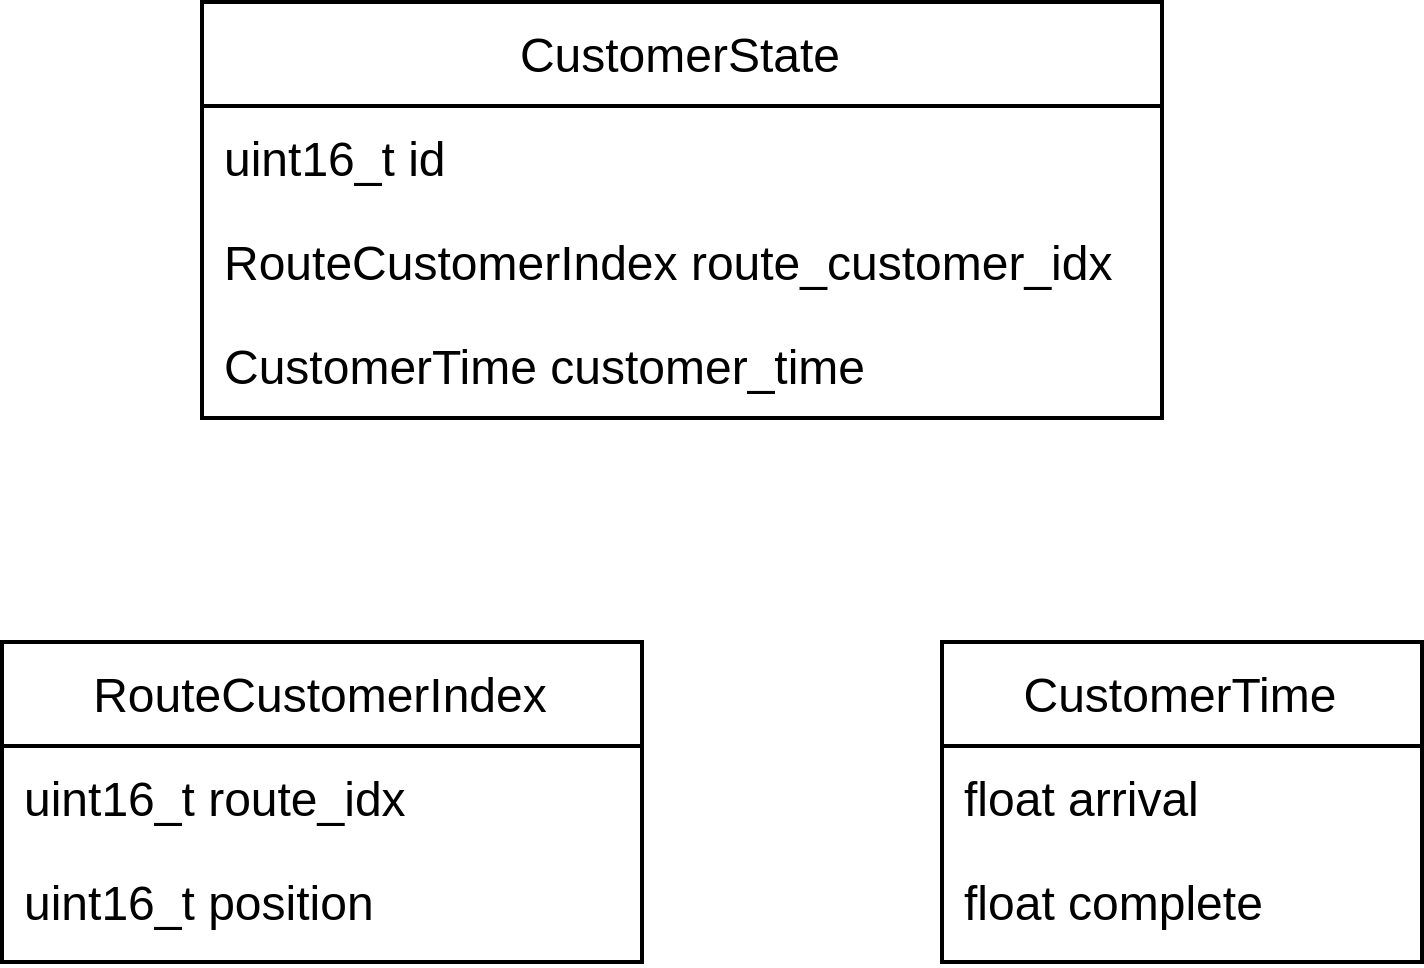 CustomerState
uint16_t id
RouteCustomerIndex route_customer_idx
CustomerTime customer_time
RouteCustomerIndex
uint16_t route_idx
uint16_t position
CustomerTime
float arrival
float complete